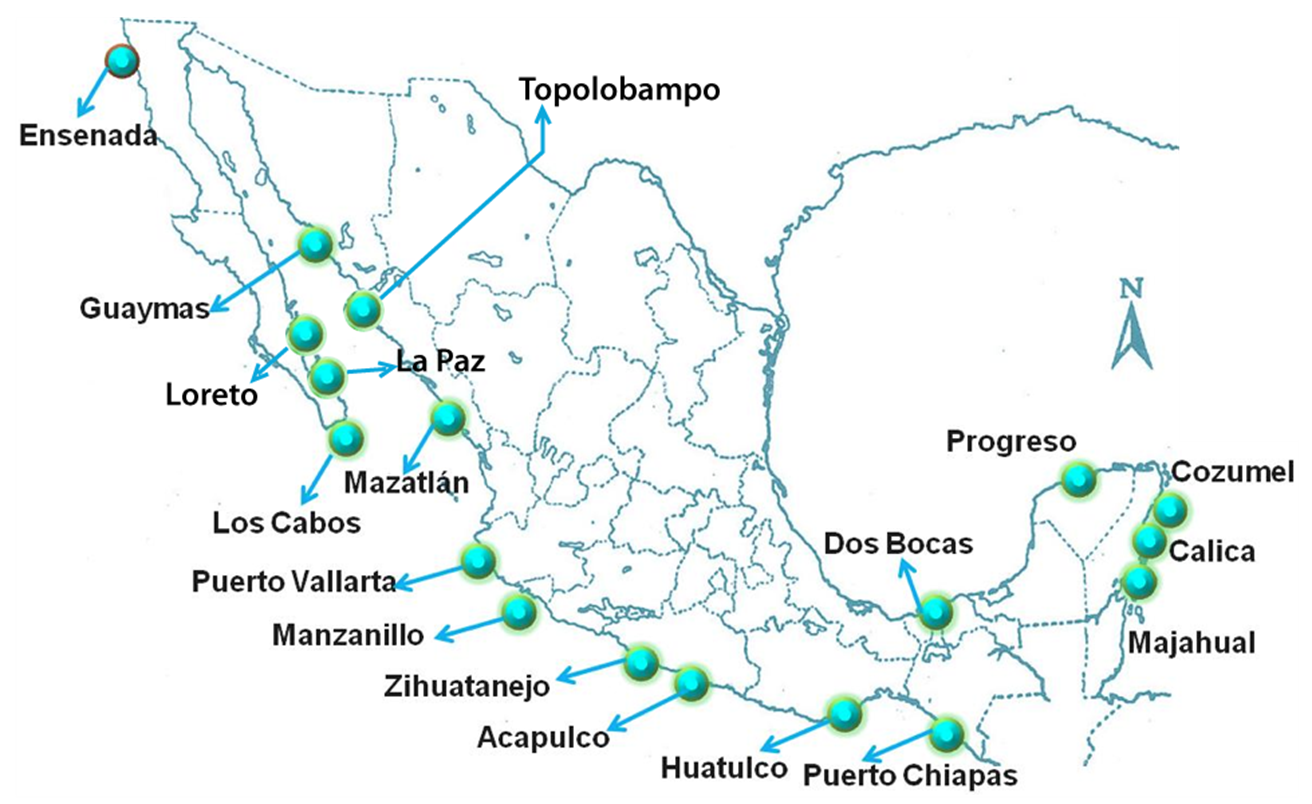 Topolobampo
Ensenada
N
Guaymas
La Paz
Loreto
Progreso
Cozumel
Mazatlán
Los Cabos
Dos Bocas
Calica
Puerto Vallarta
Manzanillo
Majahual
Zihuatanejo
Acapulco
Huatulco
Puerto Chiapas